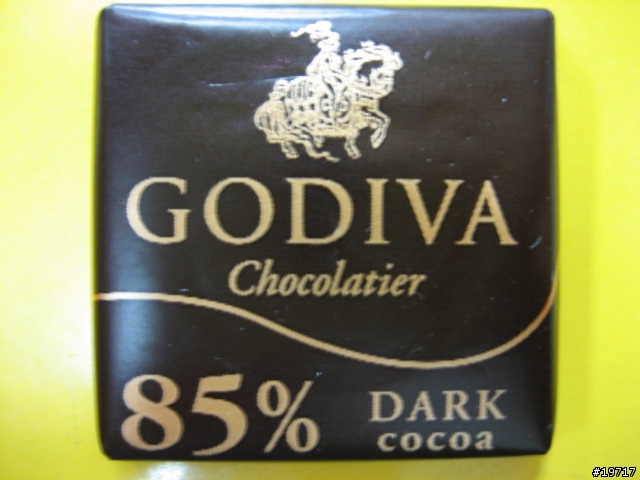 GODIVA
Chocolatier
85% DARK
cocoa
#19717